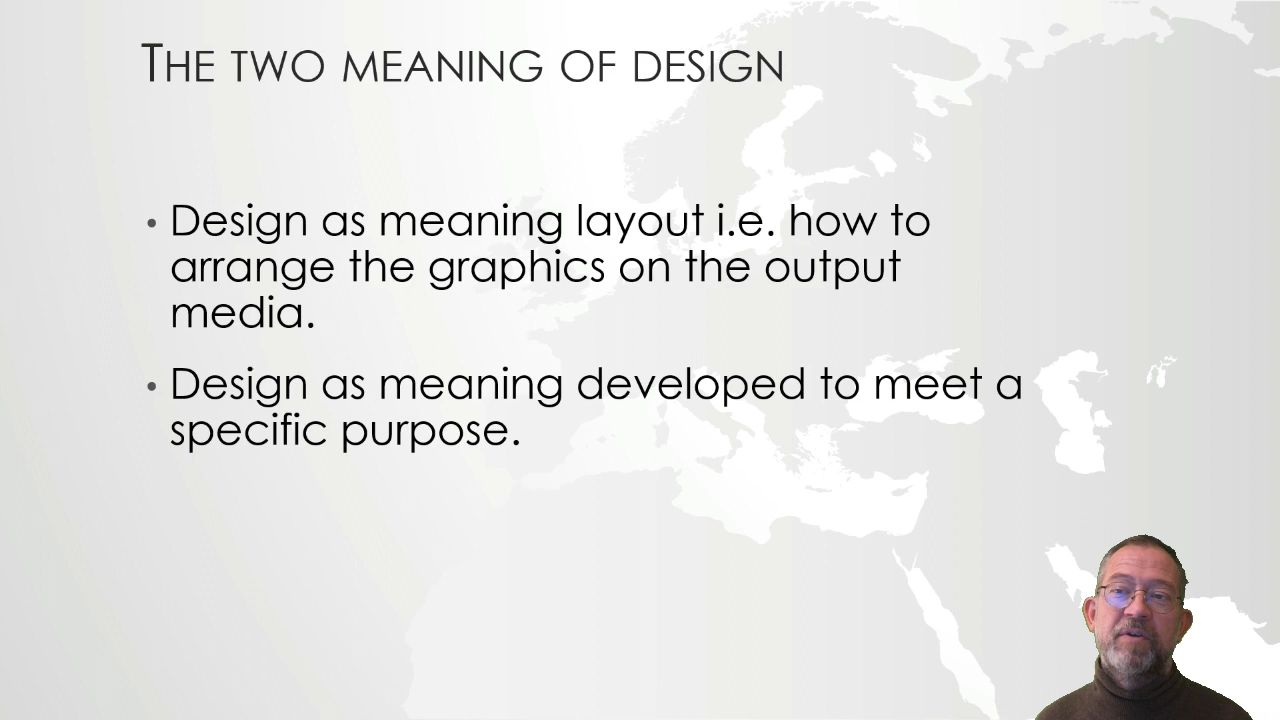 The two meaning of design
• Design as meaning layout i.e. how to
arrange the graphics on the output
media.
• Design as meaning developed to meet a
specific purpose.